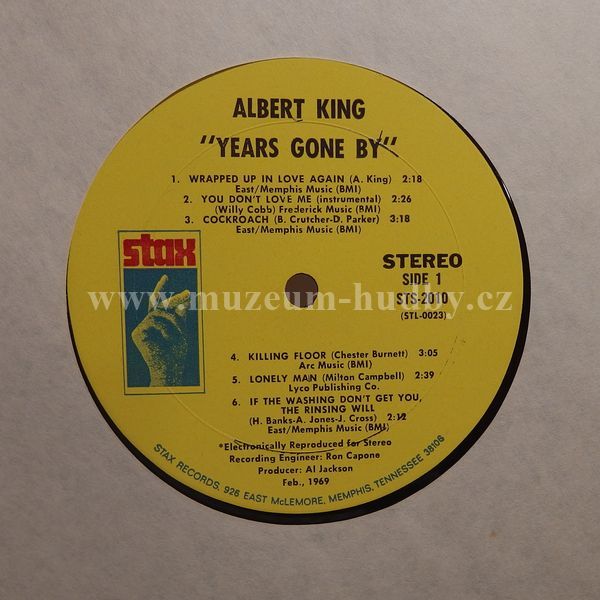 ALBERT KING
"YEARS GONE BY"
1. WRAPPED UP IN LOVE AGAIN (A. King) 2:18
East/Memphis Music (BMI)
2. YOU DON'T LOVE ME (instrumental) 2:26
(Willy Cobb) Frederick Music (BMI)
3. COCKROACH (B. Crutcher-D. Parker) 3:18
East/Memphis Music (BMI)
stax
STEREO
SIDE 1
STS-2010
(STL-0023)
www.muzeum-hudby.cz
4. KILLING FLOOR (Chester Burnett) 3:05
Arc Music (BMI)
5. LONELY MAN (Milton Campbell) 2:39
Lyco Publishing Co.
6. IF THE WASHING DON'T GET YOU,
THE RINSING WILL
(H. Banks-A. Jones-J. Cross) 2:12
East/Memphis Music (BMI)
*Electronically Reproduced for Stereo
Recording Engineer: Ron Capone
Producer: Al Jackson
Feb., 1969
STAX RECORDS, 926 EAST McLEMORE, MEMPHIS, TENNESSEE 38106